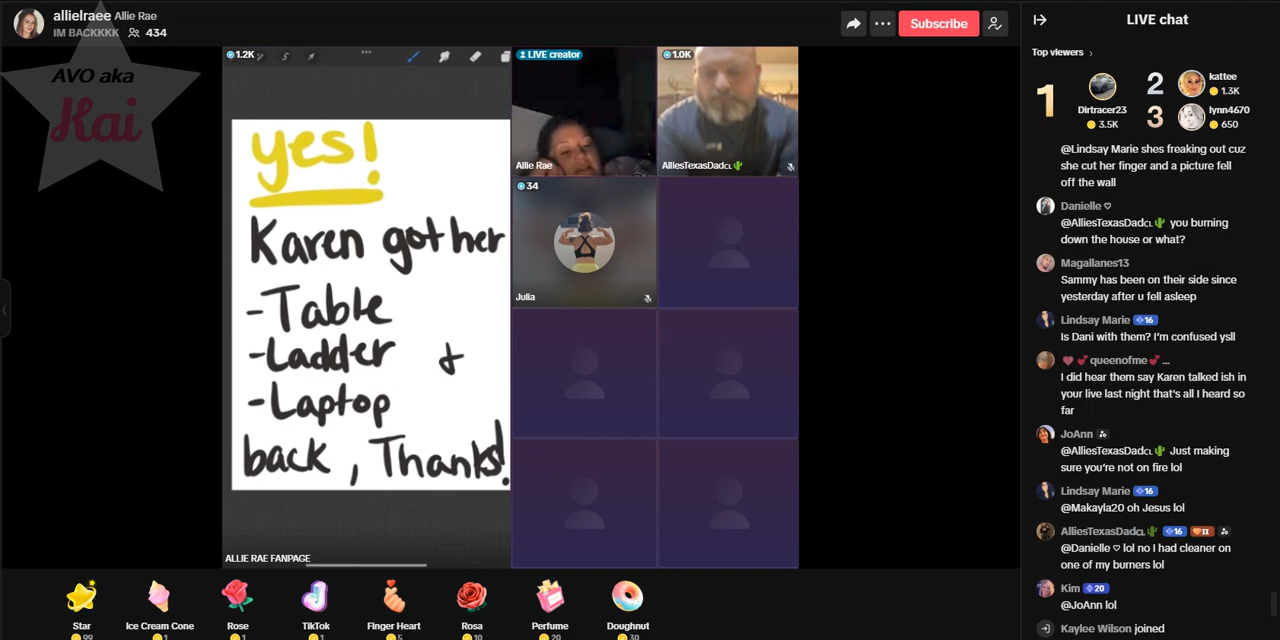 allielraee Allie Rae
IM BACKKKK 434
Subscribe
AVO aka
Kai
1.2K
yes!
Karen got her
-Table
-Ladder &
-Laptop
back, Thanks!
ALLIE RAE FANPAGE
LIVE creator
Allie Rae
1.0K
AlliesTexasDadCL🌵
34
Julia
LIVE chat
Top viewers
1
Dirtracer23
3.5K
2
kattee
1.3K
3
lynn4670
650
@Lindsay Marie shes freaking out cuz
she cut her finger and a picture fell
off the wall
Danielle ♡
@AlliesTexasDadCL🌵 you burning
down the house or what?
Magallanes13
Sammy has been on their side since
yesterday after u fell asleep
Lindsay Marie 16
Is Dani with them? I'm confused ysll
💕queenofme💕...
I did hear them say Karen talked ish in
your live last night that's all I heard so
far
JoAnn
@AlliesTexasDadCL🌵 Just making
sure you're not on fire lol
Lindsay Marie 16
@Makayla20 oh Jesus lol
AlliesTexasDadCL🌵 16 II
@Danielle ♡ lol no I had cleaner on
one of my burners lol
Kim 20
@JoAnn lol
Kaylee Wilson joined
Star
99
Ice Cream Cone
1
Rose
1
TikTok
1
Finger Heart
5
Rosa
10
Perfume
20
Doughnut
30